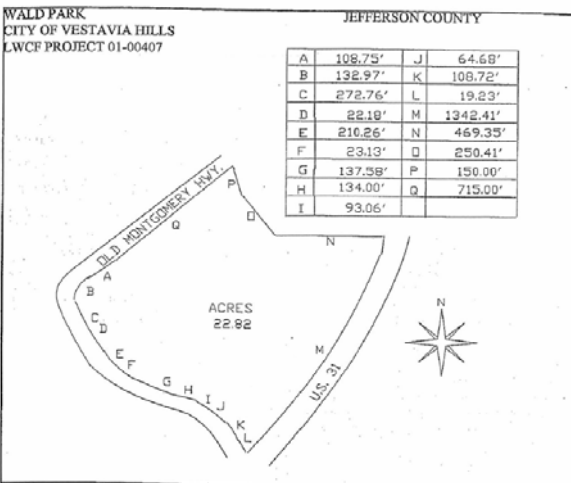 WALD PARK
CITY OF VESTAVIA HILLS
LWCF PROJECT 01-00407
JEFFERSON COUNTY
A 108.75' J 64.68'
B 132.97' K 108.72'
C 272.76' L 19.23'
D 22.18' M 1342.41'
E 210.26' N 469.35'
F 23.13' O 250.41'
G 137.58' P 150.00'
H 134.00' Q 715.00'
I 93.06'
OLD MONTGOMERY HWY.
P
O
Q
N
A
B
C
D
ACRES
22.82
N
E
F
M
U.S. 31
G
H
I
J
K
L